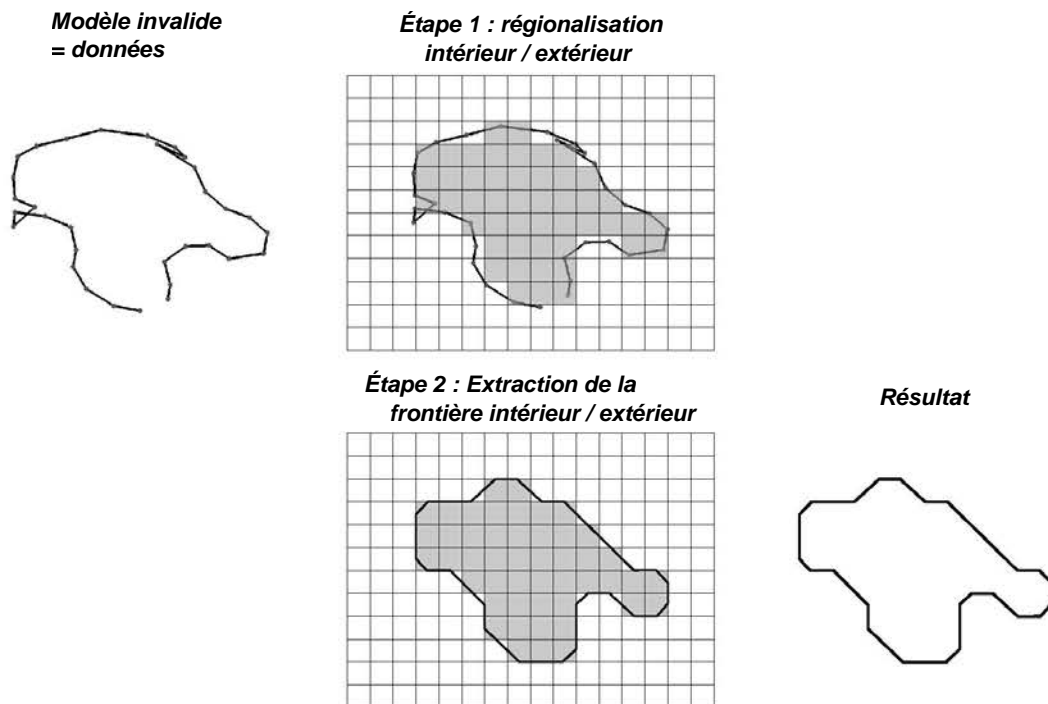 Modèle invalide
= données
Étape 1 : régionalisation
intérieur / extérieur
Étape 2 : Extraction de la
frontière intérieur / extérieur
Résultat